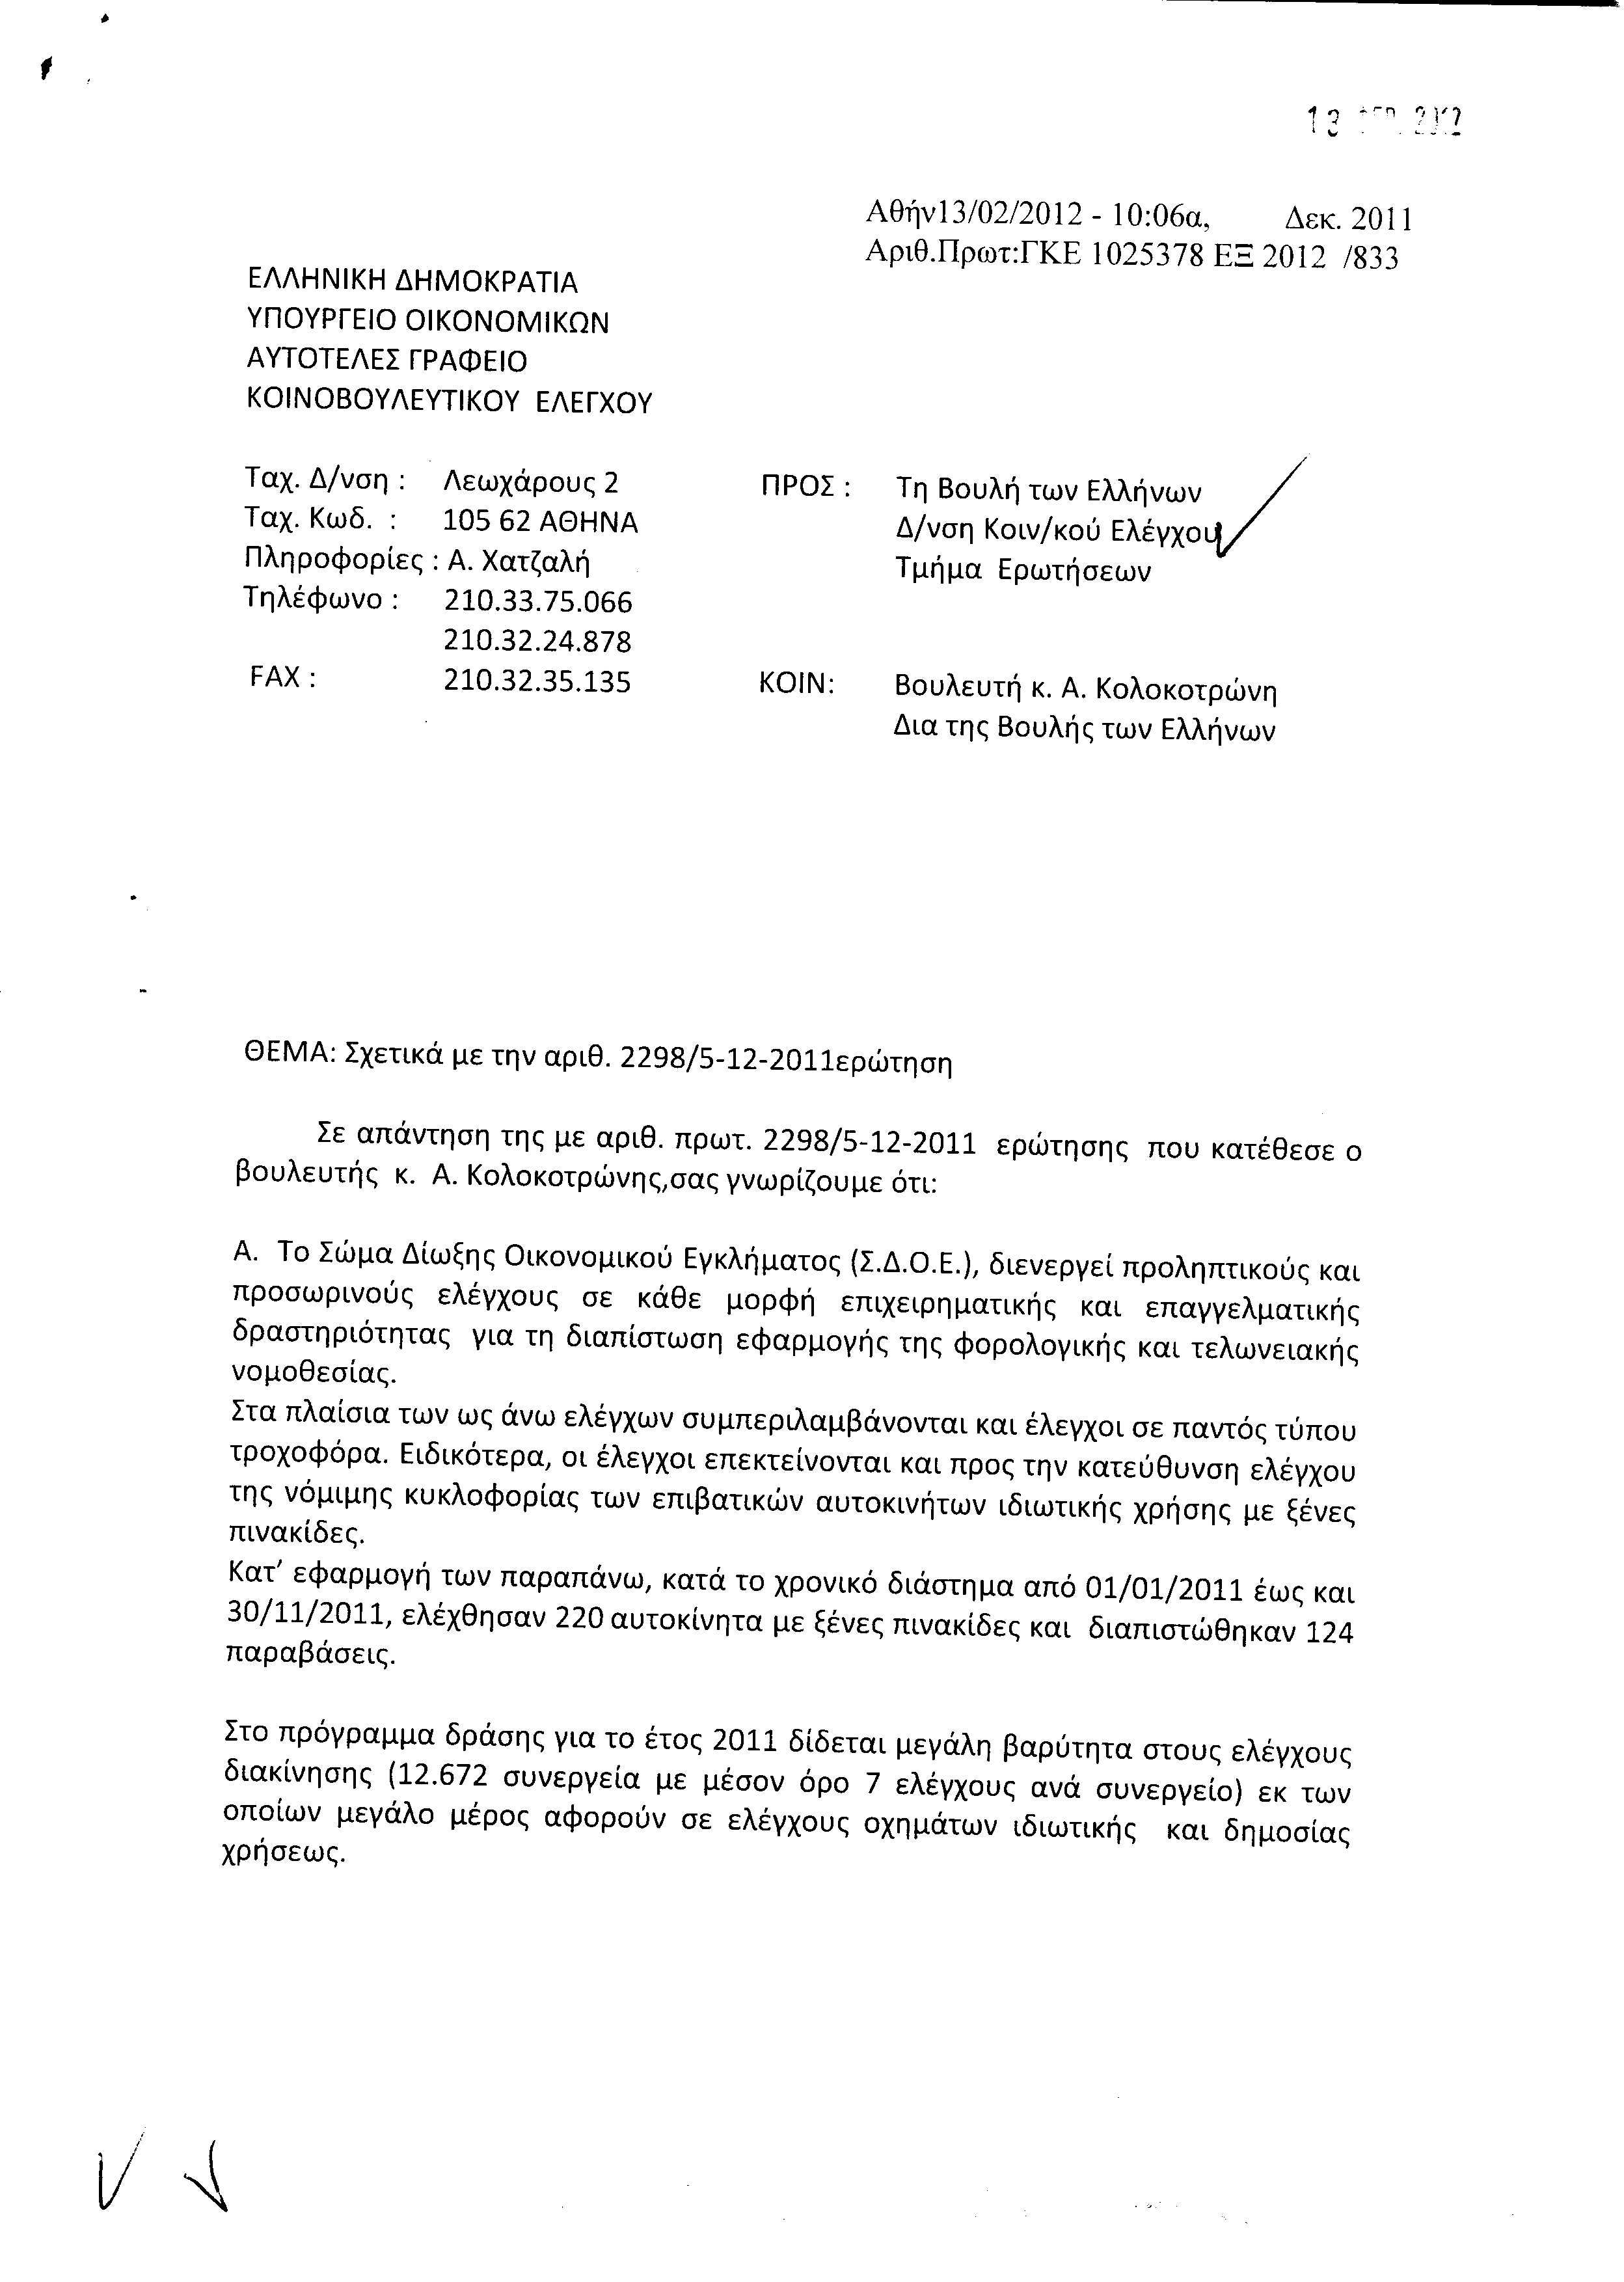 13 2012
Αθήν13/02/2012 - 10:06α, Δεκ. 2011
Αριθ.Πρωτ:ΓΚΕ 1025378 ΕΞ 2012 /833
ΕΛΛΗΝΙΚΗ ΔΗΜΟΚΡΑΤΙΑ
ΥΠΟΥΡΓΕΙΟ ΟΙΚΟΝΟΜΙΚΩΝ
ΑΥΤΟΤΕΛΕΣ ΓΡΑΦΕΙΟ
ΚΟΙΝΟΒΟΥΛΕΥΤΙΚΟΥ ΕΛΕΓΧΟΥ
Ταχ. Δ/νση : Λεωχάρους 2
Ταχ. Κωδ. : 105 62 ΑΘΗΝΑ
Πληροφορίες : Α. Χατζαλή
Τηλέφωνο : 210.33.75.066
210.32.24.878
FAX : 210.32.35.135
ΠΡΟΣ : Τη Βουλή των Ελλήνων
Δ/νση Κοιν/κού Ελέγχου
Τμήμα Ερωτήσεων
ΚΟΙΝ: Βουλευτή κ. Α. Κολοκοτρώνη
Δια της Βουλής των Ελλήνων
ΘΕΜΑ: Σχετικά με την αριθ. 2298/5-12-2011ερώτηση
Σε απάντηση της με αριθ. πρωτ. 2298/5-12-2011 ερώτησης που κατέθεσε ο
βουλευτής κ. Α. Κολοκοτρώνης,σας γνωρίζουμε ότι:
Α. Το Σώμα Δίωξης Οικονομικού Εγκλήματος (Σ.Δ.Ο.Ε.), διενεργεί προληπτικούς και
προσωρινούς ελέγχους σε κάθε μορφή επιχειρηματικής και επαγγελματικής
δραστηριότητας για τη διαπίστωση εφαρμογής της φορολογικής και τελωνειακής
νομοθεσίας.
Στα πλαίσια των ως άνω ελέγχων συμπεριλαμβάνονται και έλεγχοι σε παντός τύπου
τροχοφόρα. Ειδικότερα, οι έλεγχοι επεκτείνονται και προς την κατεύθυνση ελέγχου
της νόμιμης κυκλοφορίας των επιβατικών αυτοκινήτων ιδιωτικής χρήσης με ξένες
πινακίδες.
Κατ' εφαρμογή των παραπάνω, κατά το χρονικό διάστημα από 01/01/2011 έως και
30/11/2011, ελέχθησαν 220 αυτοκίνητα με ξένες πινακίδες και διαπιστώθηκαν 124
παραβάσεις.
Στο πρόγραμμα δράσης για το έτος 2011 δίδεται μεγάλη βαρύτητα στους ελέγχους
διακίνησης (12.672 συνεργεία με μέσον όρο 7 ελέγχους ανά συνεργείο) εκ των
οποίων μεγάλο μέρος αφορούν σε ελέγχους οχημάτων ιδιωτικής και δημοσίας
χρήσεως.